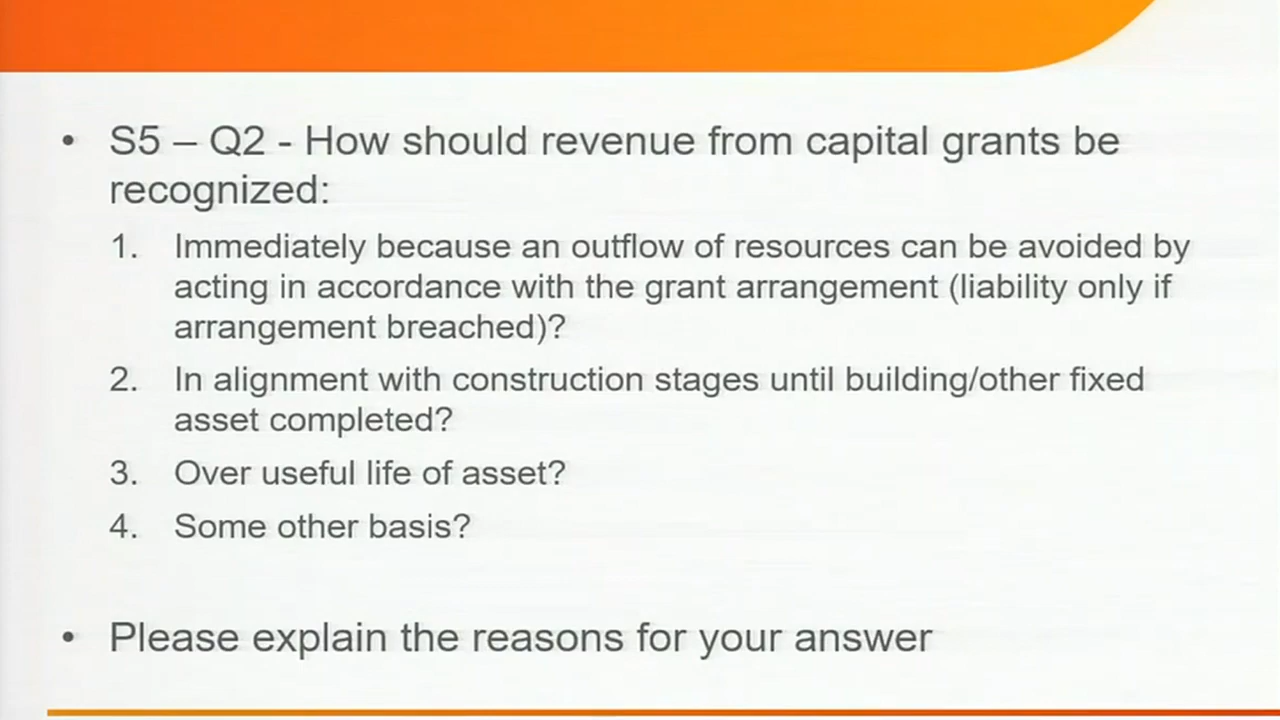 • S5 – Q2 - How should revenue from capital grants be
recognized:
1. Immediately because an outflow of resources can be avoided by
acting in accordance with the grant arrangement (liability only if
arrangement breached)?
2. In alignment with construction stages until building/other fixed
asset completed?
3. Over useful life of asset?
4. Some other basis?
• Please explain the reasons for your answer